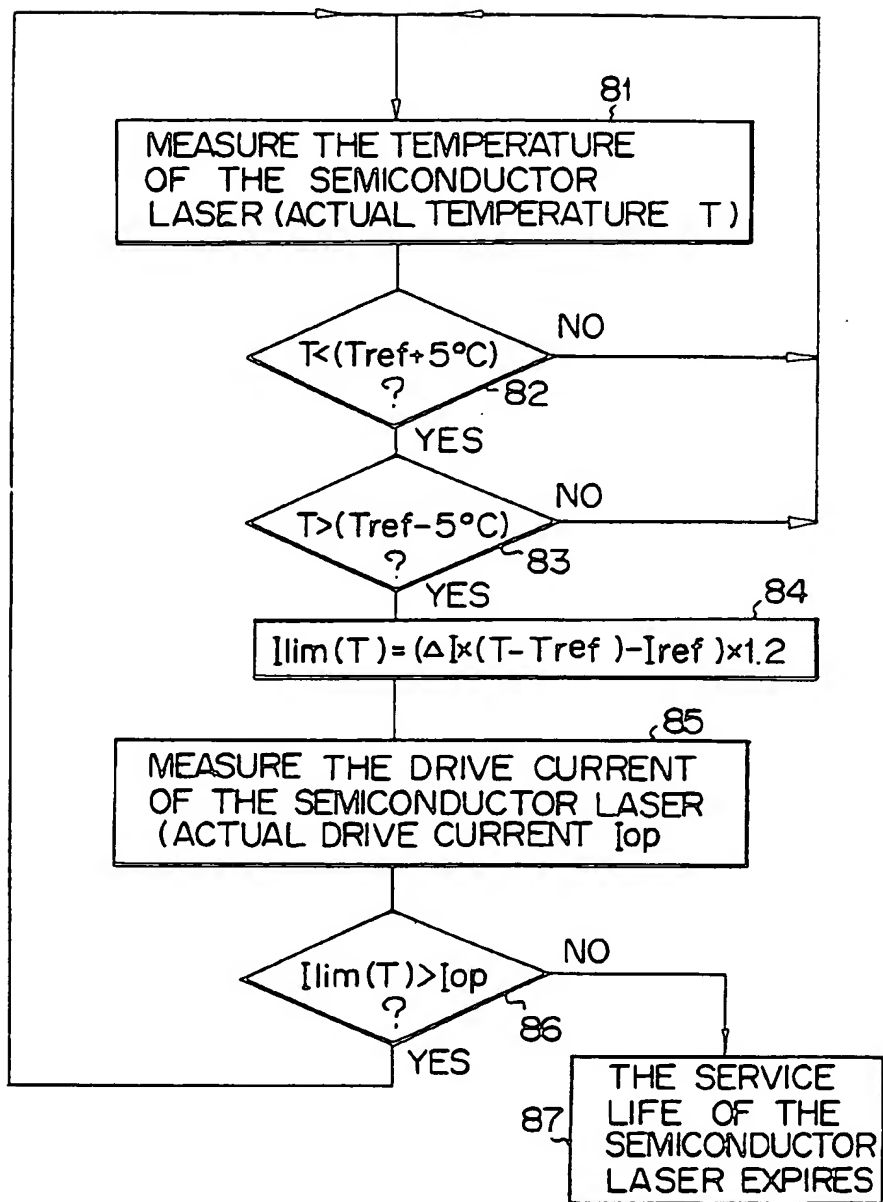 81
MEASURE THE TEMPERATURE
OF THE SEMICONDUCTOR
LASER (ACTUAL TEMPERATURE T)
T<(Tref+5°C)
?
NO
82
YES
T>(Tref-5°C)
?
NO
83
YES
84
Ilim(T)=(ΔI×(T-Tref)-Iref)×1.2
85
MEASURE THE DRIVE CURRENT
OF THE SEMICONDUCTOR LASER
(ACTUAL DRIVE CURRENT Iop
Ilim(T)>Iop
?
NO
86
YES
87
THE SERVICE
LIFE OF THE
SEMICONDUCTOR
LASER EXPIRES